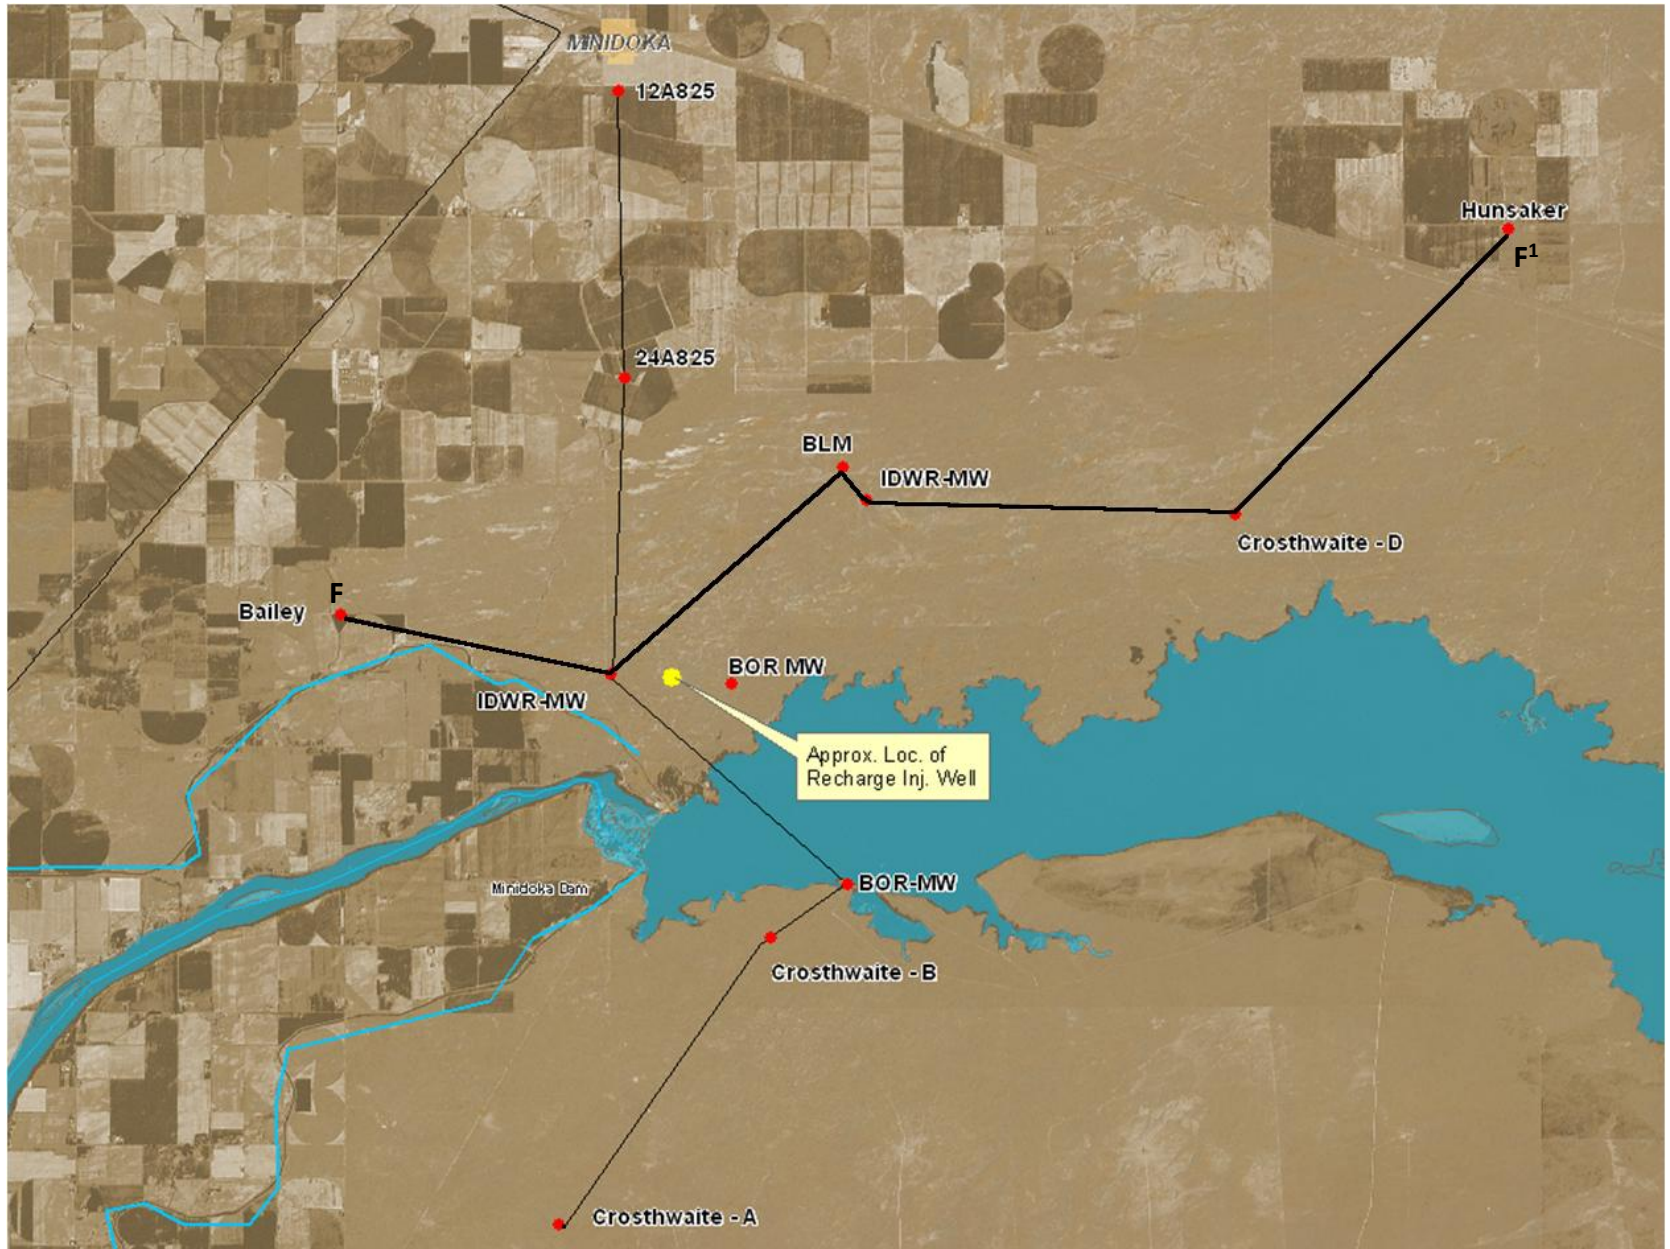 MINIDOKA
12A825
Hunsaker
F1
24A825
BLM
IDWR-MW
Crosthwaite - D
F
Bailey
BOR MW
IDWR-MW
Approx. Loc. of
Recharge Inj. Well
BOR-MW
Minidoka Dam
Crosthwaite - B
Crosthwaite - A